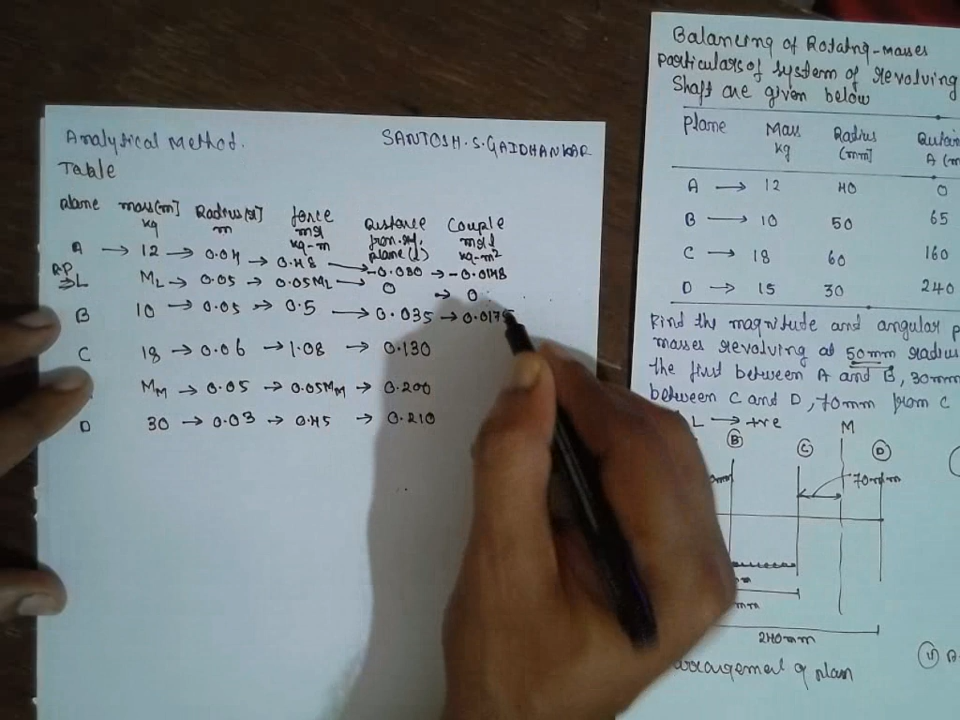 Analytical Method. SANTOSH.S.GAIDHANKAR
Table
plane mass(m) Radius(r) force Distance Couple
kg m mr from.rf. mrl
kg-m plane(l) kg-m²
A → 12 → 0.04 → 0.48 → -0.030 → -0.0148
R.P
⇒ L ML → 0.05 → 0.05ML → 0 → 0
B 10 → 0.05 → 0.5 → 0.035 → 0.0175
C 18 → 0.06 → 1.08 → 0.130
MM → 0.05 → 0.05MM → 0.200
D 30 → 0.03 → 0.45 → 0.210
Balancing of Rotatng-masses
particulars of system of revolving
Shaft are given below
Plane Mass Radius
kg (mm) A (m
A → 12 40 0
B → 10 50 65
C → 18 60 160
D → 15 30 240
Find the magnitude and angular p
masses revolving at 50mm radius
the first between A and B, 30mm
between C and D, 70mm from C
L → +ve M
B C D
70mm
mm
240mm
arrangement of plan